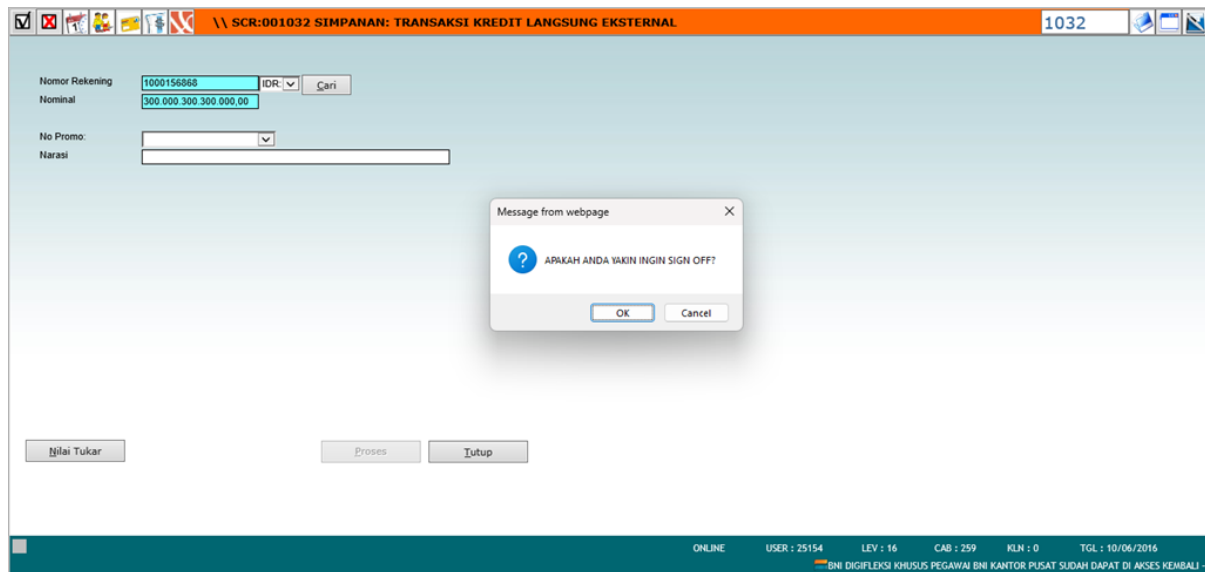 \\ SCR:001032 SIMPANAN: TRANSAKSI KREDIT LANGSUNG EKSTERNAL
1032
Nomor Rekening 1000156868 IDR: Cari
Nominal 300.000.300.300.000,00
No Promo:
Narasi
Message from webpage
APAKAH ANDA YAKIN INGIN SIGN OFF?
OK Cancel
Nilai Tukar Proses Tutup
ONLINE USER : 25154 LEV : 16 CAB : 259 KLN : 0 TGL : 10/06/2016
BNI DIGIFLEKSI KHUSUS PEGAWAI BNI KANTOR PUSAT SUDAH DAPAT DI AKSES KEMBALI -